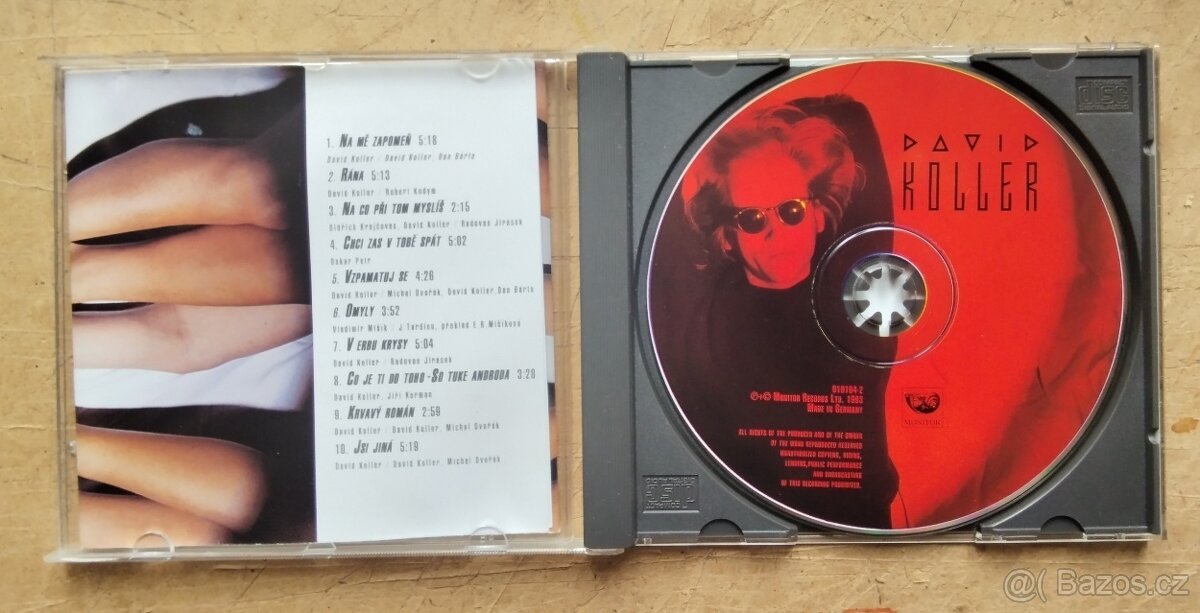 1. Na mě zapomeň 5:18
David Koller / David Koller, Dan Bárta
2. Rána 5:13
David Koller / Robert Kodym
3. Na co při tom myslíš 2:15
Oldřich Krejčoves, David Koller / Radovan Jirásek
4. Chci zas v tobě spát 5:02
Oskar Petr
5. Vzpamatuj se 4:26
David Koller / Michal Dvořák, David Koller, Dan Bárta
6. Omyly 3:52
Vladimír Mišík / J. Tardieu, překlad E.R. Mišíková
7. V erbu krysy 5:04
David Koller / Radovan Jirásek
8. Co je ti do toho - So tuke androda 3:28
David Koller, Jiří Korman
9. Krvavý román 2:59
David Koller / David Koller, Michal Dvořák
10. Jsi jiná 5:19
David Koller / David Koller, Michal Dvořák
DAVID
KOLLER
010104-2
℗+© Monitor Records Ltd, 1993
Made in Germany
ALL RIGHTS OF THE PRODUCER AND OF THE OWNER
OF THE WORK REPRODUCED RESERVED
UNAUTHORIZED COPYING, HIRING,
LENDING, PUBLIC PERFORMANCE
AND BROADCASTING
OF THIS RECORDING PROHIBITED.
MONITOR
disc
DIGITAL AUDIO
@( Bazos.cz